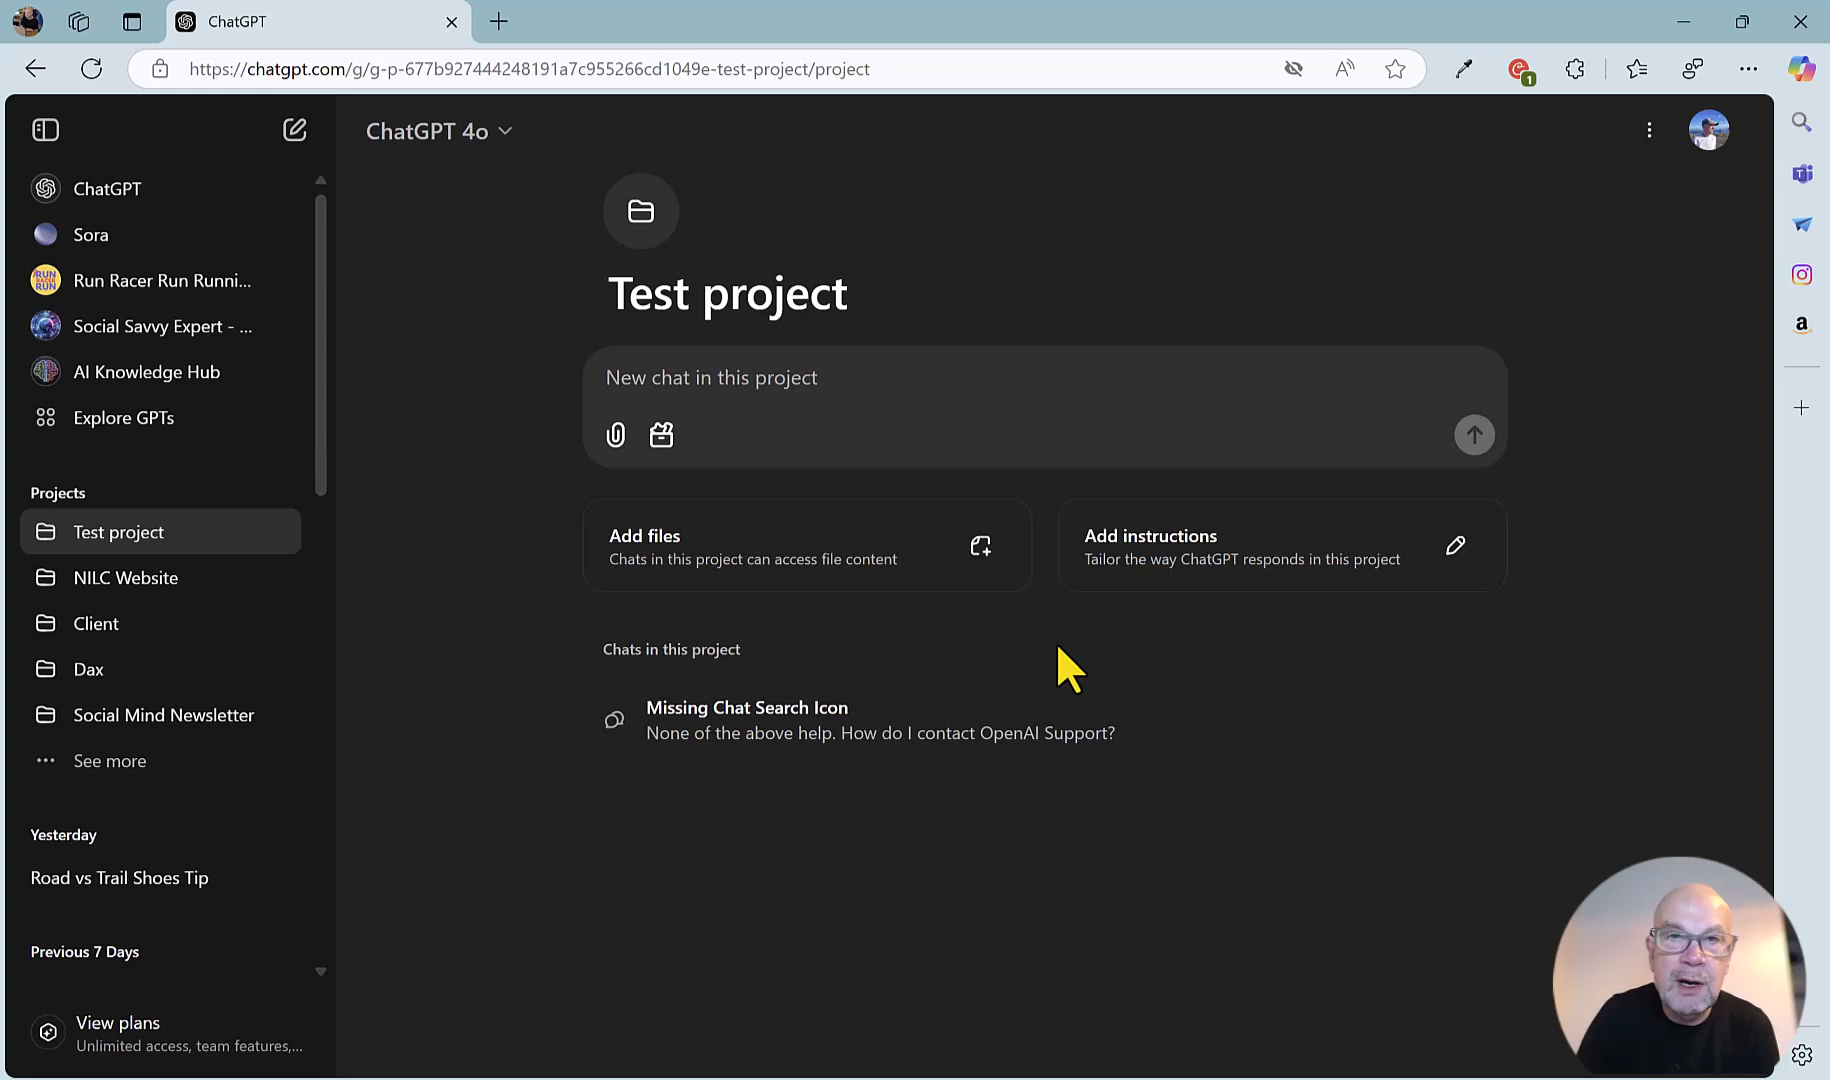 ChatGPT
https://chatgpt.com/g/g-p-677b927444248191a7c955266cd1049e-test-project/project
1
ChatGPT 4o
ChatGPT
Sora
RUN RACER RUN
Run Racer Run Runni...
Social Savvy Expert - ...
AI Knowledge Hub
Explore GPTs
Projects
Test project
NILC Website
Client
Dax
Social Mind Newsletter
See more
Yesterday
Road vs Trail Shoes Tip
Previous 7 Days
View plans
Unlimited access, team features,...
Test project
New chat in this project
Add files
Chats in this project can access file content
Add instructions
Tailor the way ChatGPT responds in this project
Chats in this project
Missing Chat Search Icon
None of the above help. How do I contact OpenAI Support?